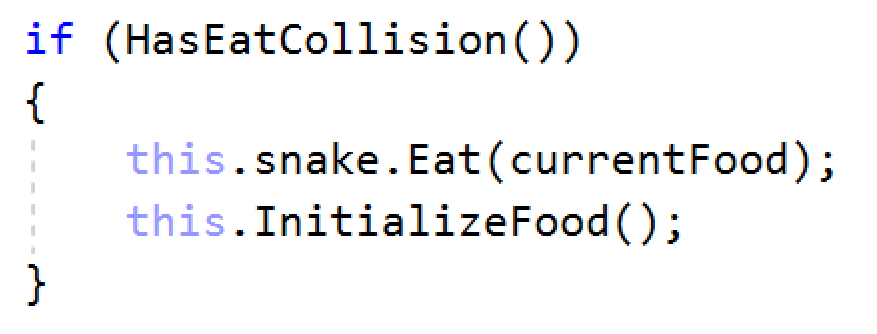 if (HasEatCollision())
{
    this.snake.Eat(currentFood);
    this.InitializeFood();
}